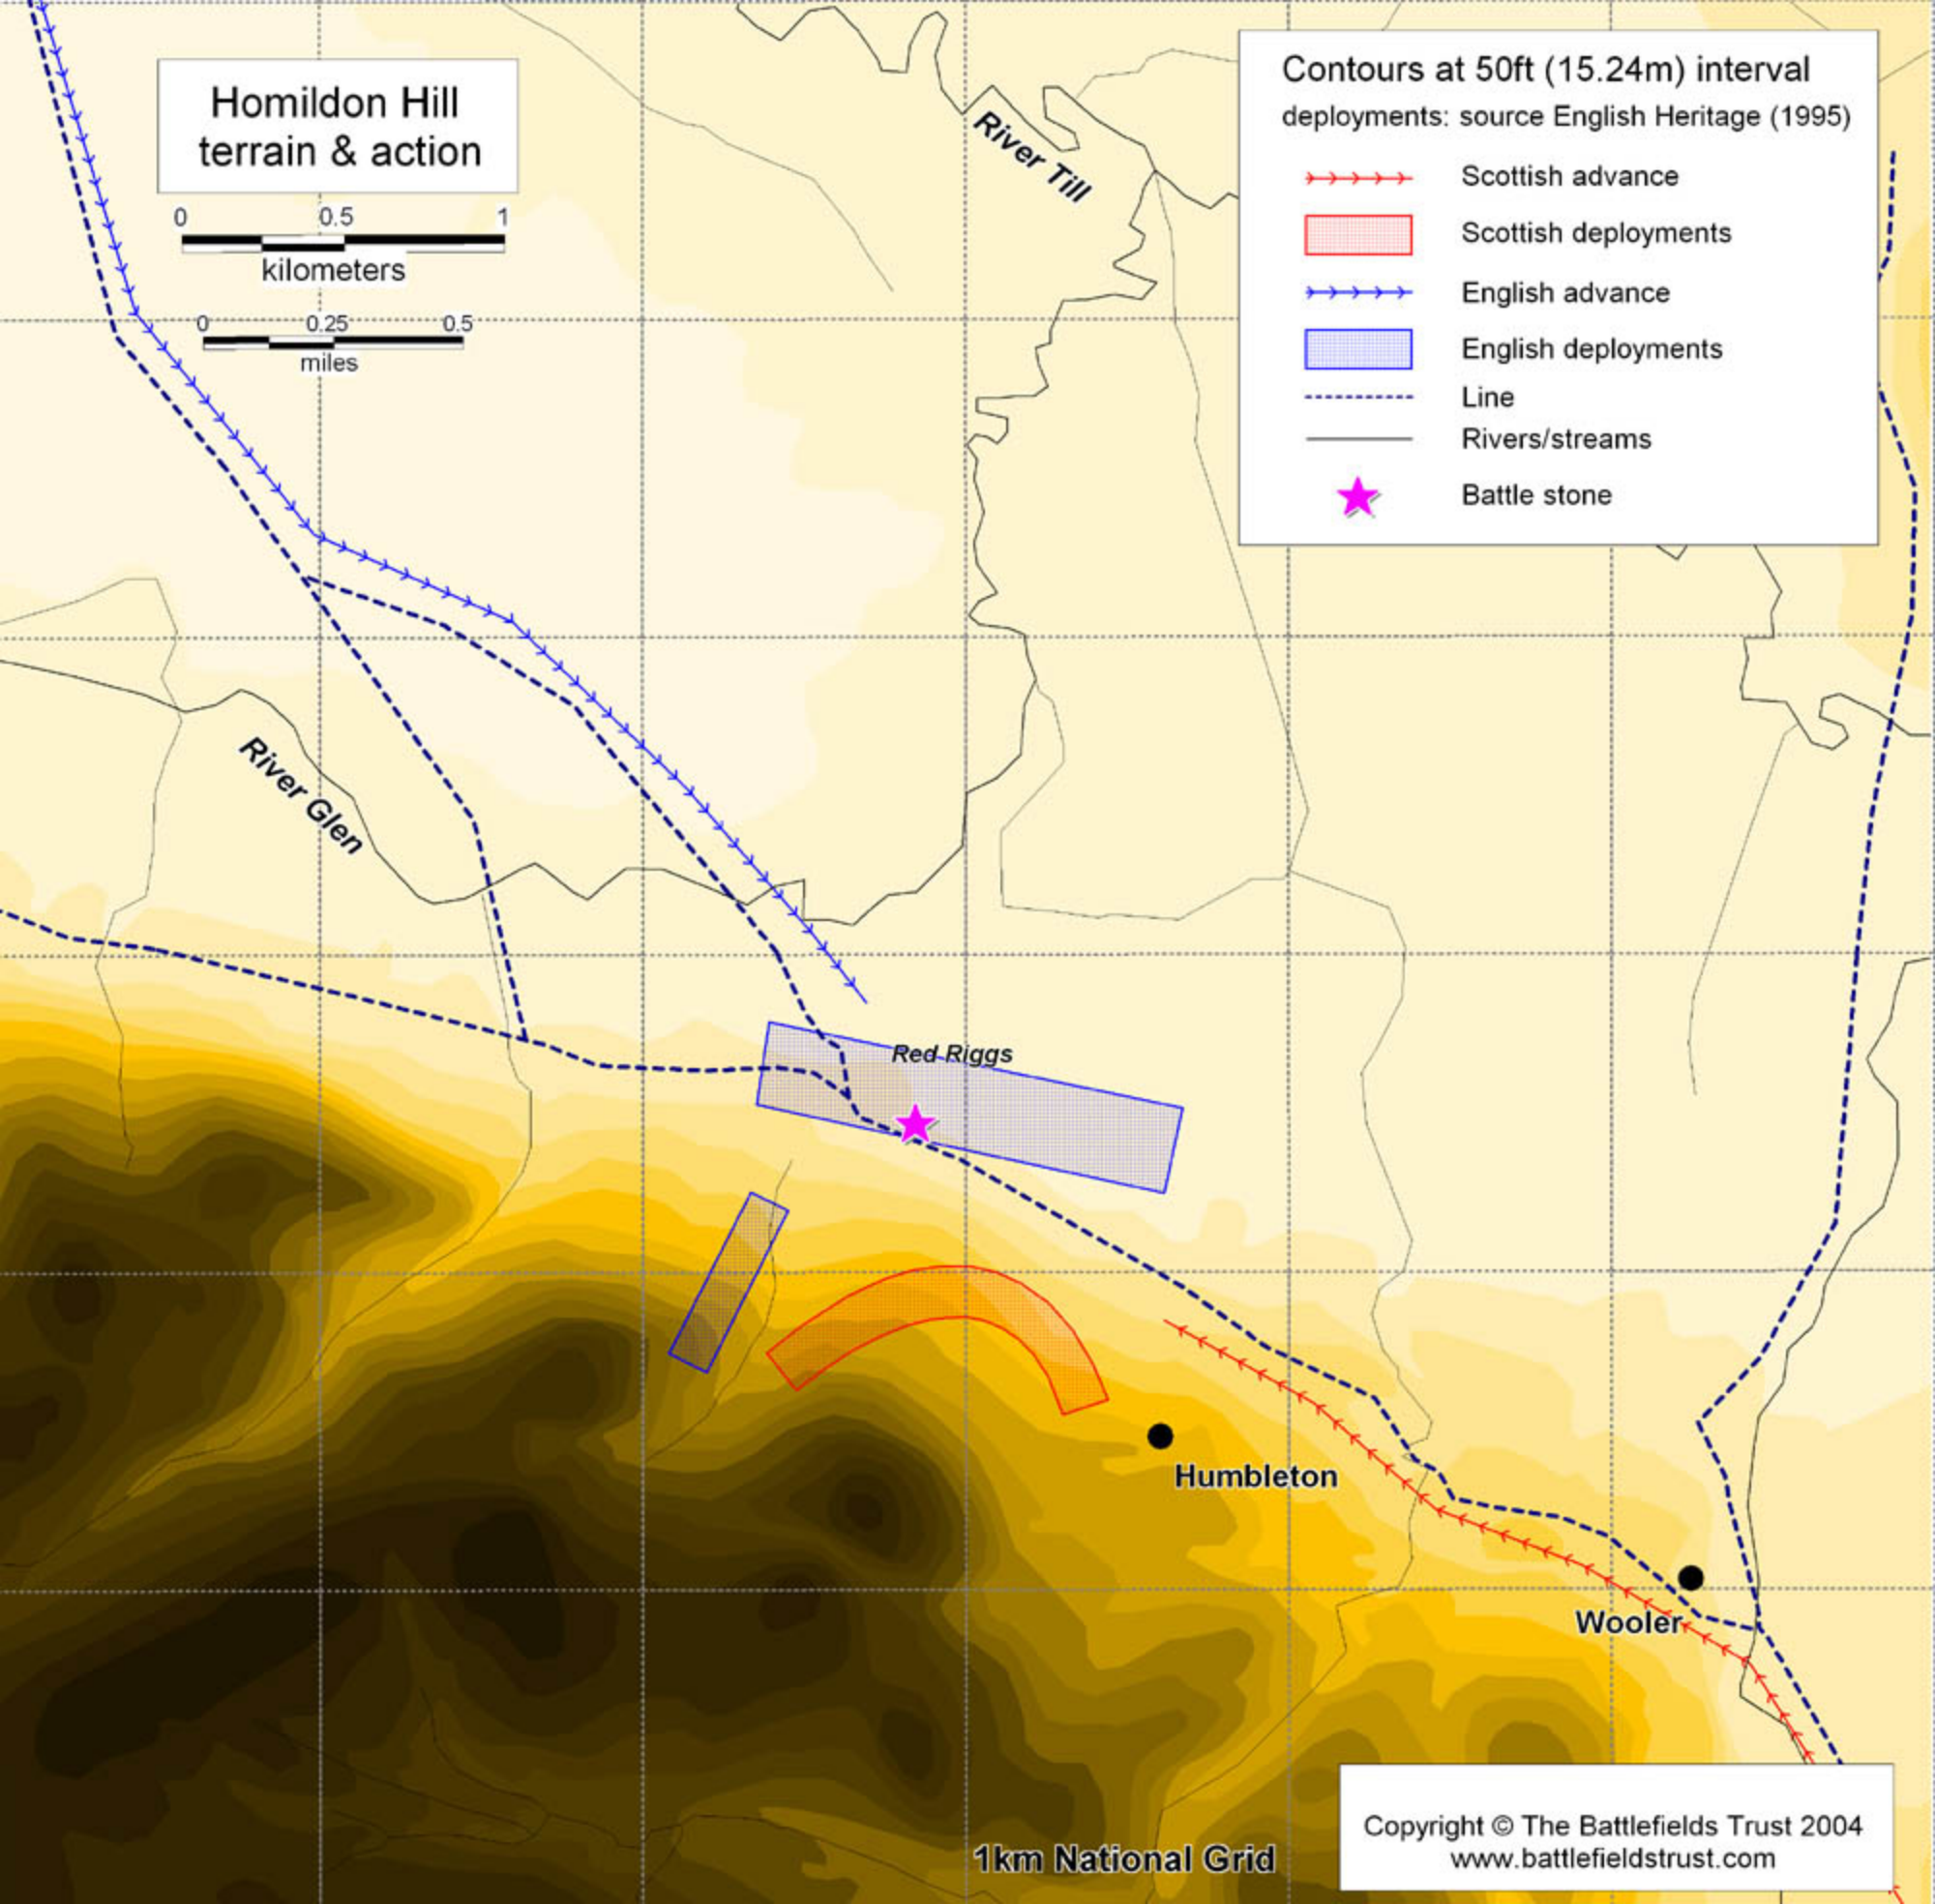 Homildon Hill
terrain & action
0 0.5 1
kilometers
0 0.25 0.5
miles
Contours at 50ft (15.24m) interval
deployments: source English Heritage (1995)
Scottish advance
Scottish deployments
English advance
English deployments
Line
Rivers/streams
Battle stone
River Till
River Glen
Red Riggs
Humbleton
Wooler
1km National Grid
Copyright © The Battlefields Trust 2004
www.battlefieldstrust.com